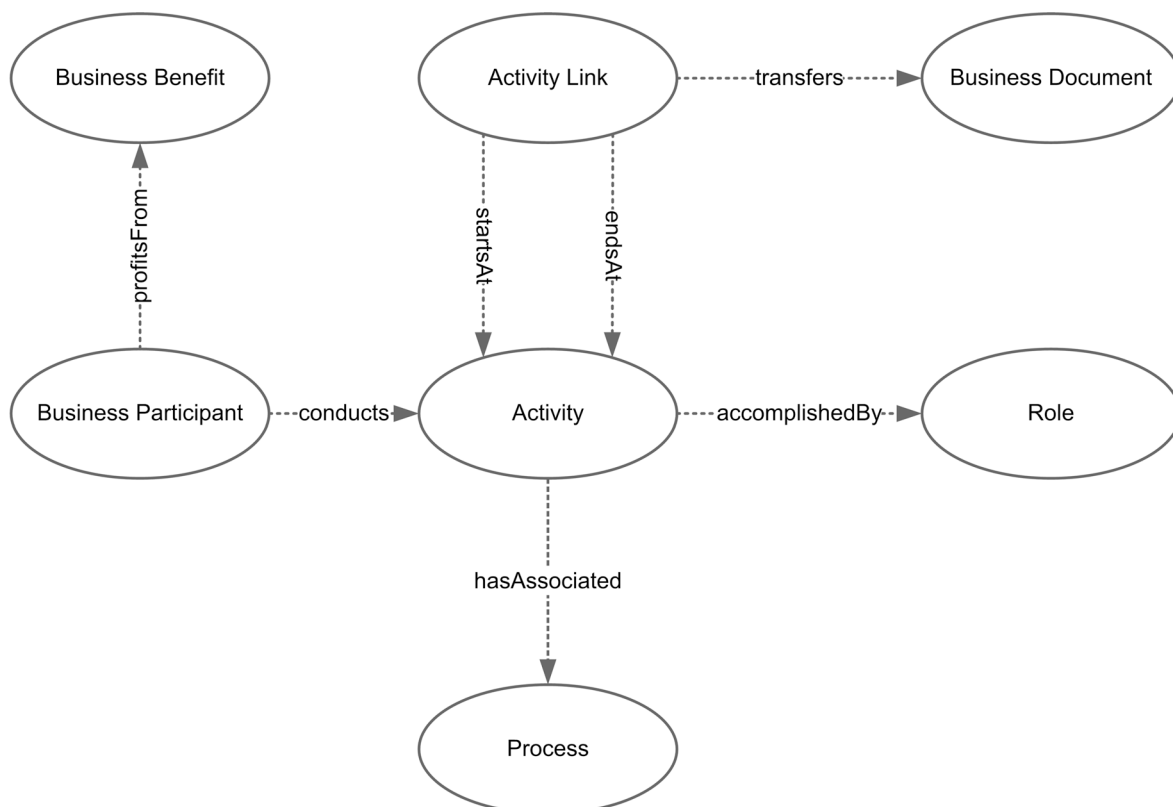 Business Benefit
Activity Link
transfers
Business Document
profitsFrom
startsAt
endsAt
Business Participant
conducts
Activity
accomplishedBy
Role
hasAssociated
Process